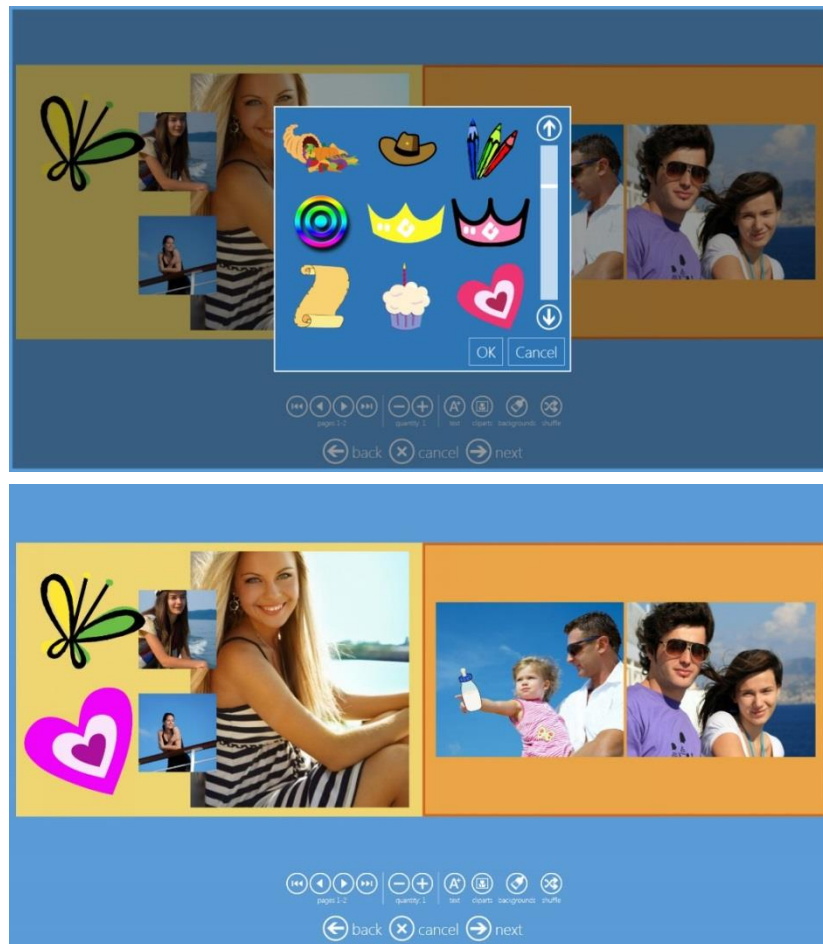 OK Cancel
pages 1-2 quantity: 1 text cliparts backgrounds shuffle
back cancel next
pages 1-2 quantity: 1 text cliparts backgrounds shuffle
back cancel next